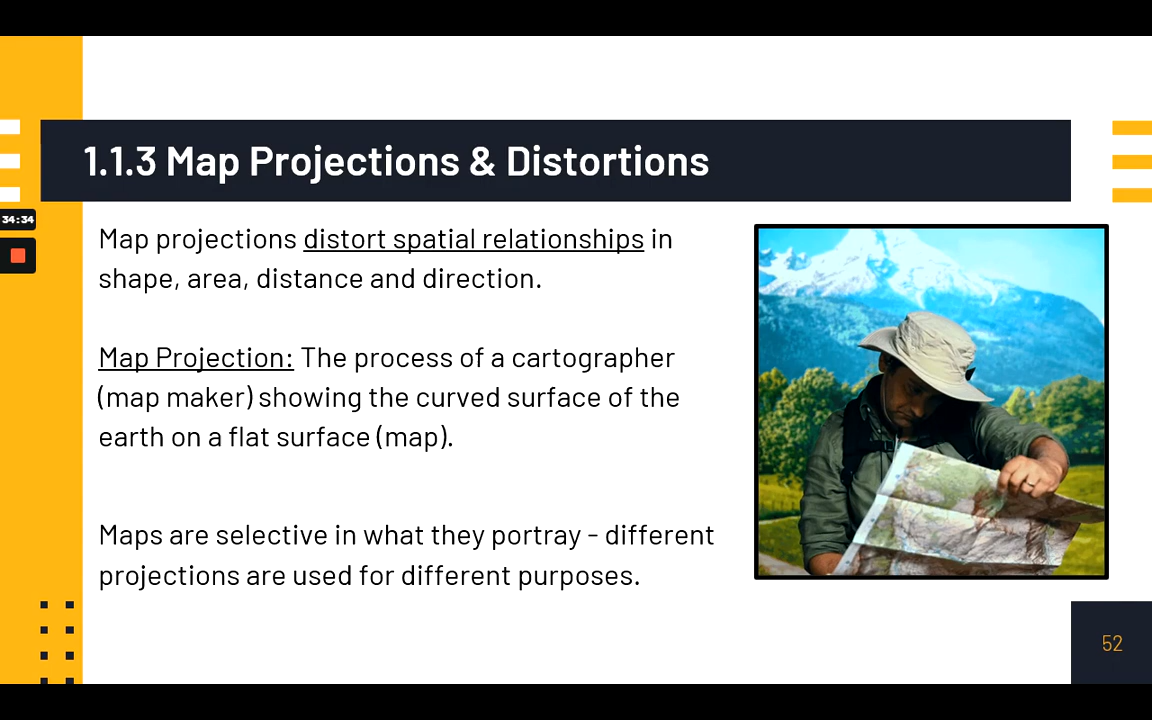 1.1.3 Map Projections & Distortions
34:34
Map projections distort spatial relationships in
shape, area, distance and direction.
Map Projection: The process of a cartographer
(map maker) showing the curved surface of the
earth on a flat surface (map).
Maps are selective in what they portray - different
projections are used for different purposes.
52